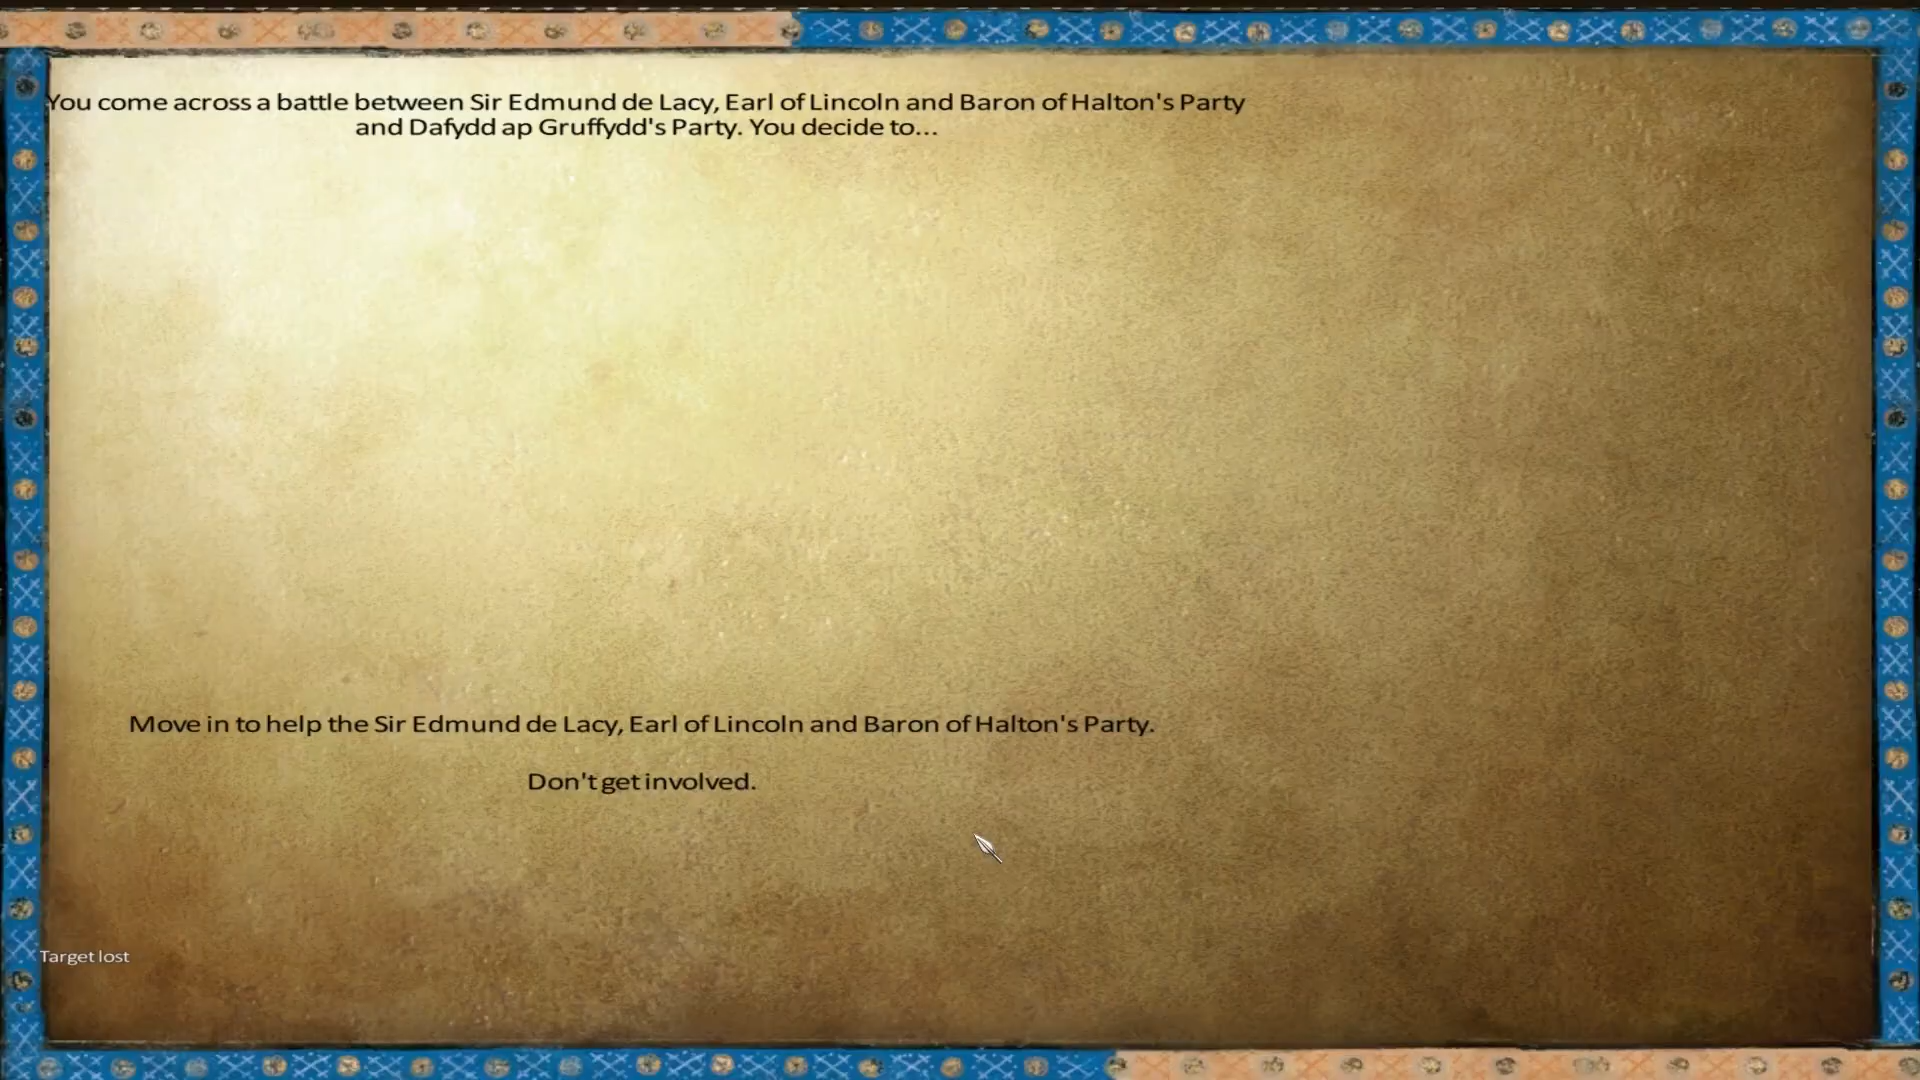 You come across a battle between Sir Edmund de Lacy, Earl of Lincoln and Baron of Halton's Party
and Dafydd ap Gruffydd's Party. You decide to...
Move in to help the Sir Edmund de Lacy, Earl of Lincoln and Baron of Halton's Party.
Don't get involved.
Target lost